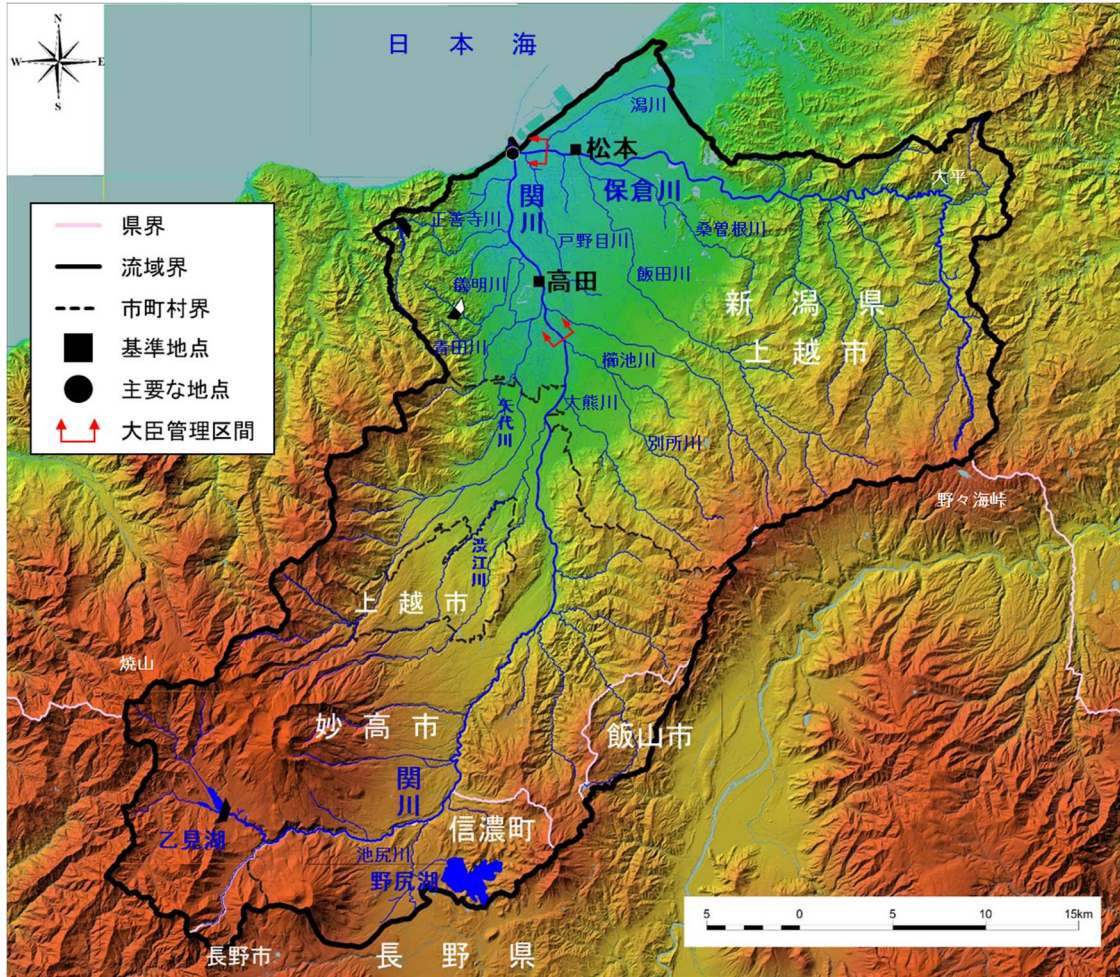 N
W
E
S
日本海
潟川
松本
保倉川
大平
関川
正善寺川
戸野目川
桑曽根川
飯田川
儀明川
高田
新潟県
上越市
青田川
櫛池川
大熊川
矢代川
別所川
野々海峠
渋江川
上越市
焼山
妙高市
飯山市
関川
信濃町
乙見湖
池尻川
野尻湖
長野市
長野県
県界
流域界
市町村界
基準地点
主要な地点
大臣管理区間
5 0 5 10 15km